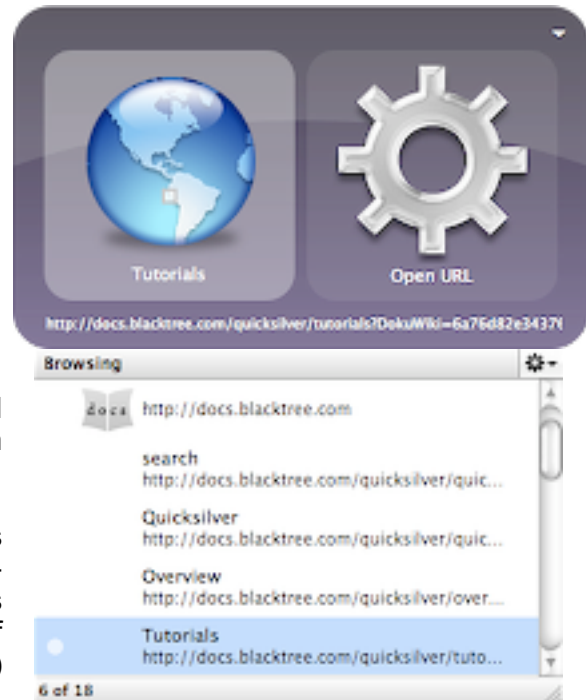 Tutorials
Open URL
http://docs.blacktree.com/quicksilver/tutorials?DokuWiki=6a76d82e3437
Browsing
docs
http://docs.blacktree.com
search
http://docs.blacktree.com/quicksilver/quic...
Quicksilver
http://docs.blacktree.com/quicksilver/quic...
Overview
http://docs.blacktree.com/quicksilver/over...
Tutorials
http://docs.blacktree.com/quicksilver/tuto...
6 of 18